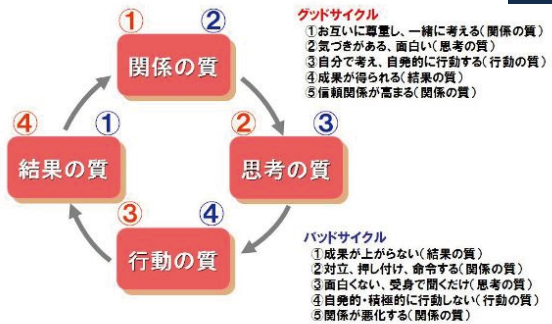 ① ②
関係の質
④ ①
結果の質
② ③
思考の質
③ ④
行動の質
グッドサイクル
①お互いに尊重し、一緒に考える(関係の質)
②気づきがある、面白い(思考の質)
③自分で考え、自発的に行動する(行動の質)
④成果が得られる(結果の質)
⑤信頼関係が高まる(関係の質)
バッドサイクル
①成果が上がらない(結果の質)
②対立、押し付け、命令する(関係の質)
③面白くない、受身で聞くだけ(思考の質)
④自発的・積極的に行動しない(行動の質)
⑤関係が悪化する(関係の質)